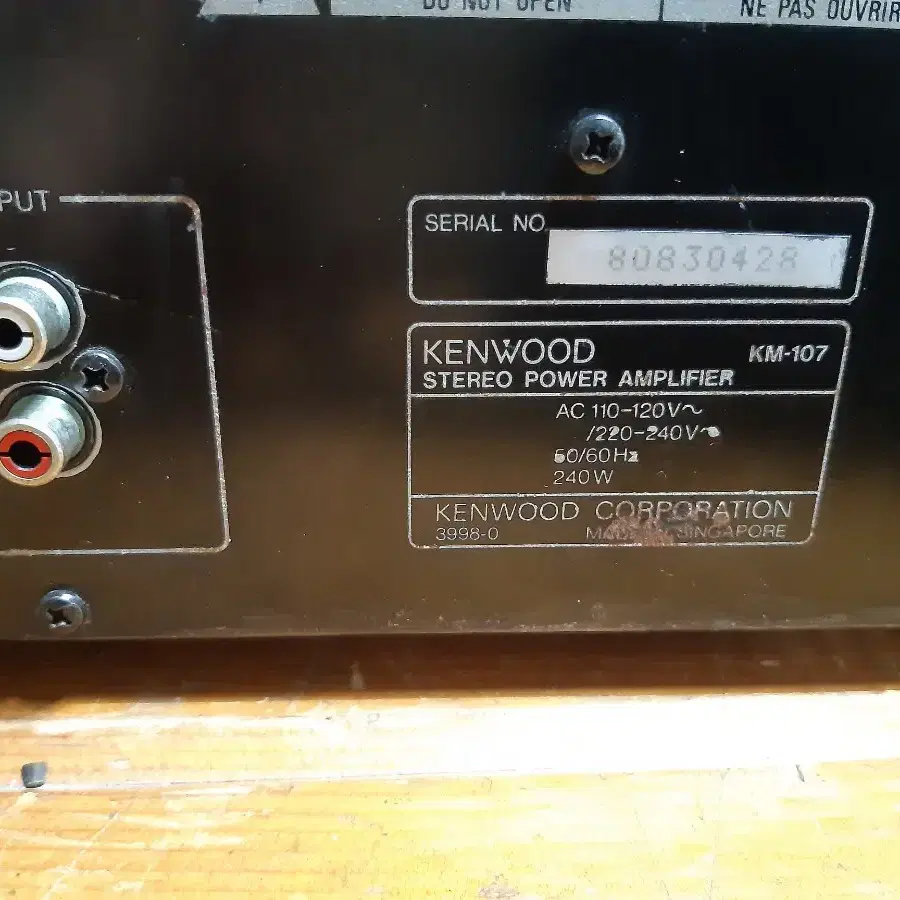 DO NOT OPEN
NE PAS OUVRIR
PUT
SERIAL NO.
80830428
KENWOOD KM-107
STEREO POWER AMPLIFIER
AC 110-120V~
/220-240V~
50/60Hz
240W
KENWOOD CORPORATION
3998-0 SINGAPORE